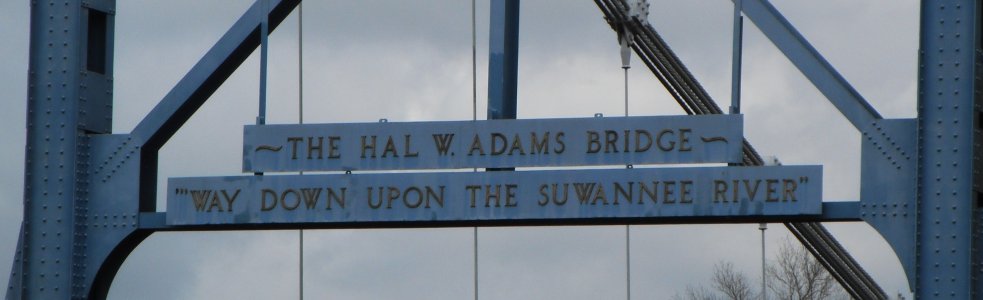 ~ THE HAL W. ADAMS BRIDGE ~
"'WAY DOWN UPON THE SUWANNEE RIVER"